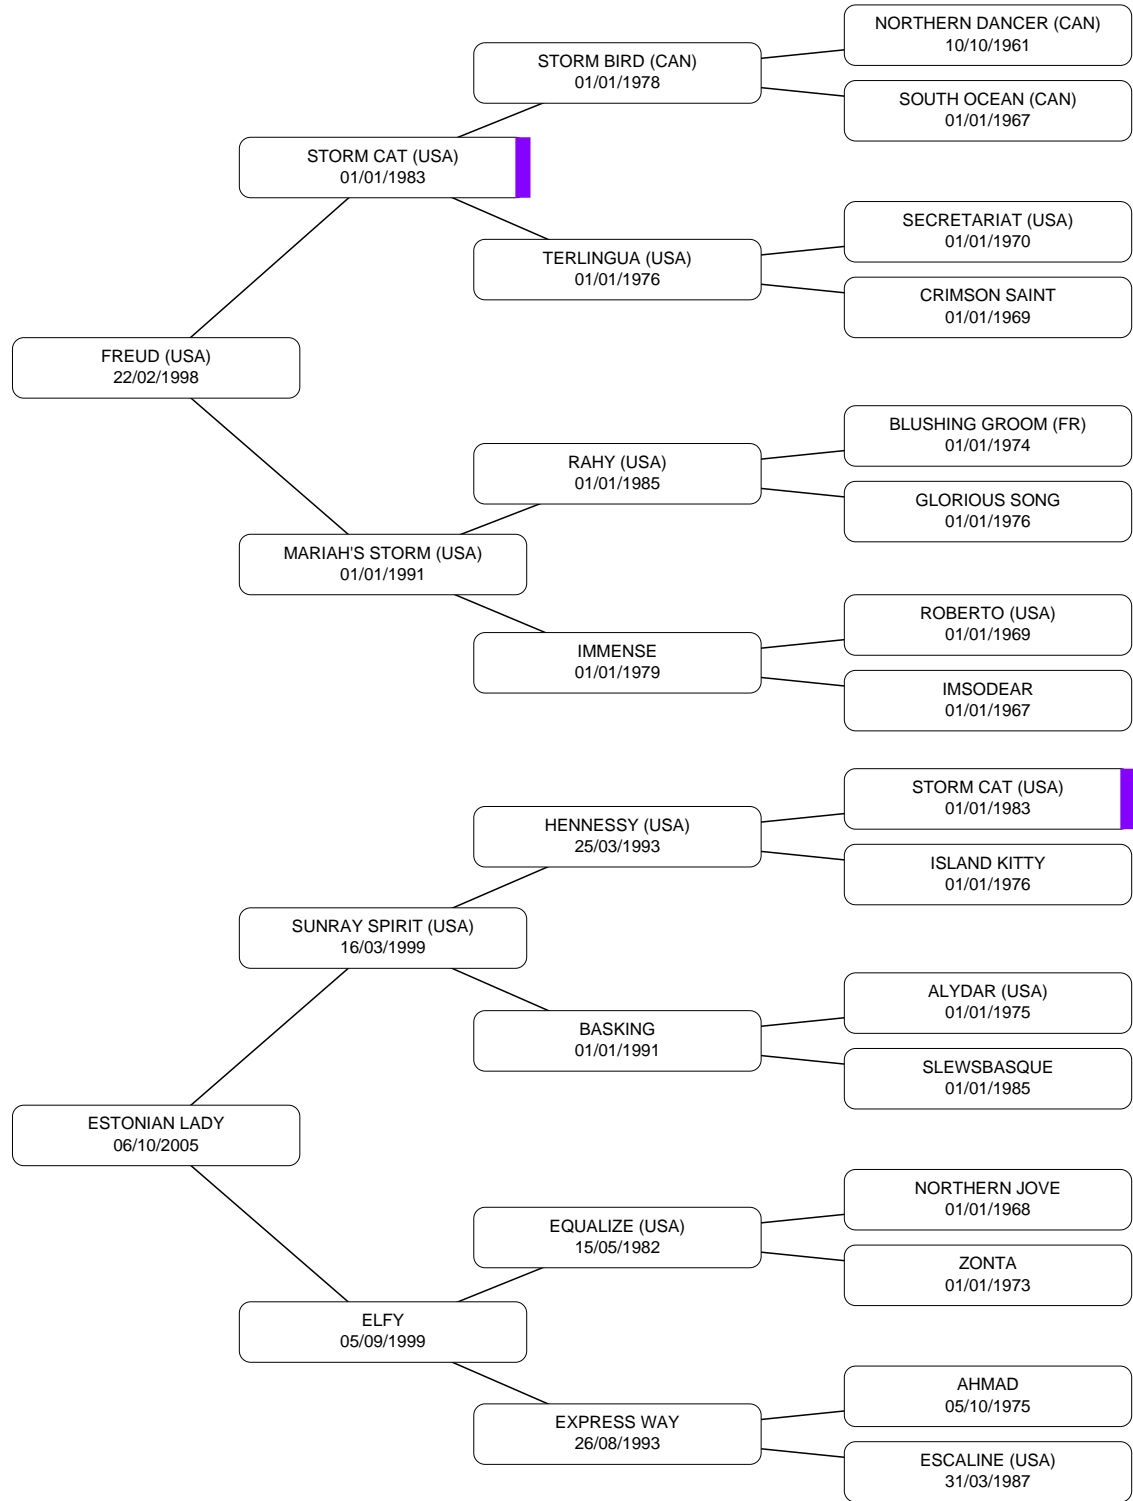 NORTHERN DANCER (CAN)
10/10/1961
STORM BIRD (CAN)
01/01/1978
SOUTH OCEAN (CAN)
01/01/1967
STORM CAT (USA)
01/01/1983
SECRETARIAT (USA)
01/01/1970
TERLINGUA (USA)
01/01/1976
CRIMSON SAINT
01/01/1969
FREUD (USA)
22/02/1998
BLUSHING GROOM (FR)
01/01/1974
RAHY (USA)
01/01/1985
GLORIOUS SONG
01/01/1976
MARIAH'S STORM (USA)
01/01/1991
ROBERTO (USA)
01/01/1969
IMMENSE
01/01/1979
IMSODEAR
01/01/1967
STORM CAT (USA)
01/01/1983
HENNESSY (USA)
25/03/1993
ISLAND KITTY
01/01/1976
SUNRAY SPIRIT (USA)
16/03/1999
ALYDAR (USA)
01/01/1975
BASKING
01/01/1991
SLEWSBASQUE
01/01/1985
ESTONIAN LADY
06/10/2005
NORTHERN JOVE
01/01/1968
EQUALIZE (USA)
15/05/1982
ZONTA
01/01/1973
ELFY
05/09/1999
AHMAD
05/10/1975
EXPRESS WAY
26/08/1993
ESCALINE (USA)
31/03/1987